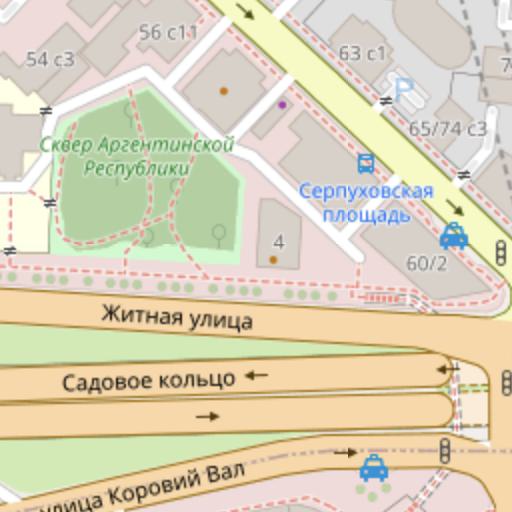 56 с11
54 с3
63 с1
P
65/74 с3
Сквер Аргентинской
Республики
Серпуховская
площадь
4
60/2
Житная улица
Садовое кольцо
улица Коровий Вал